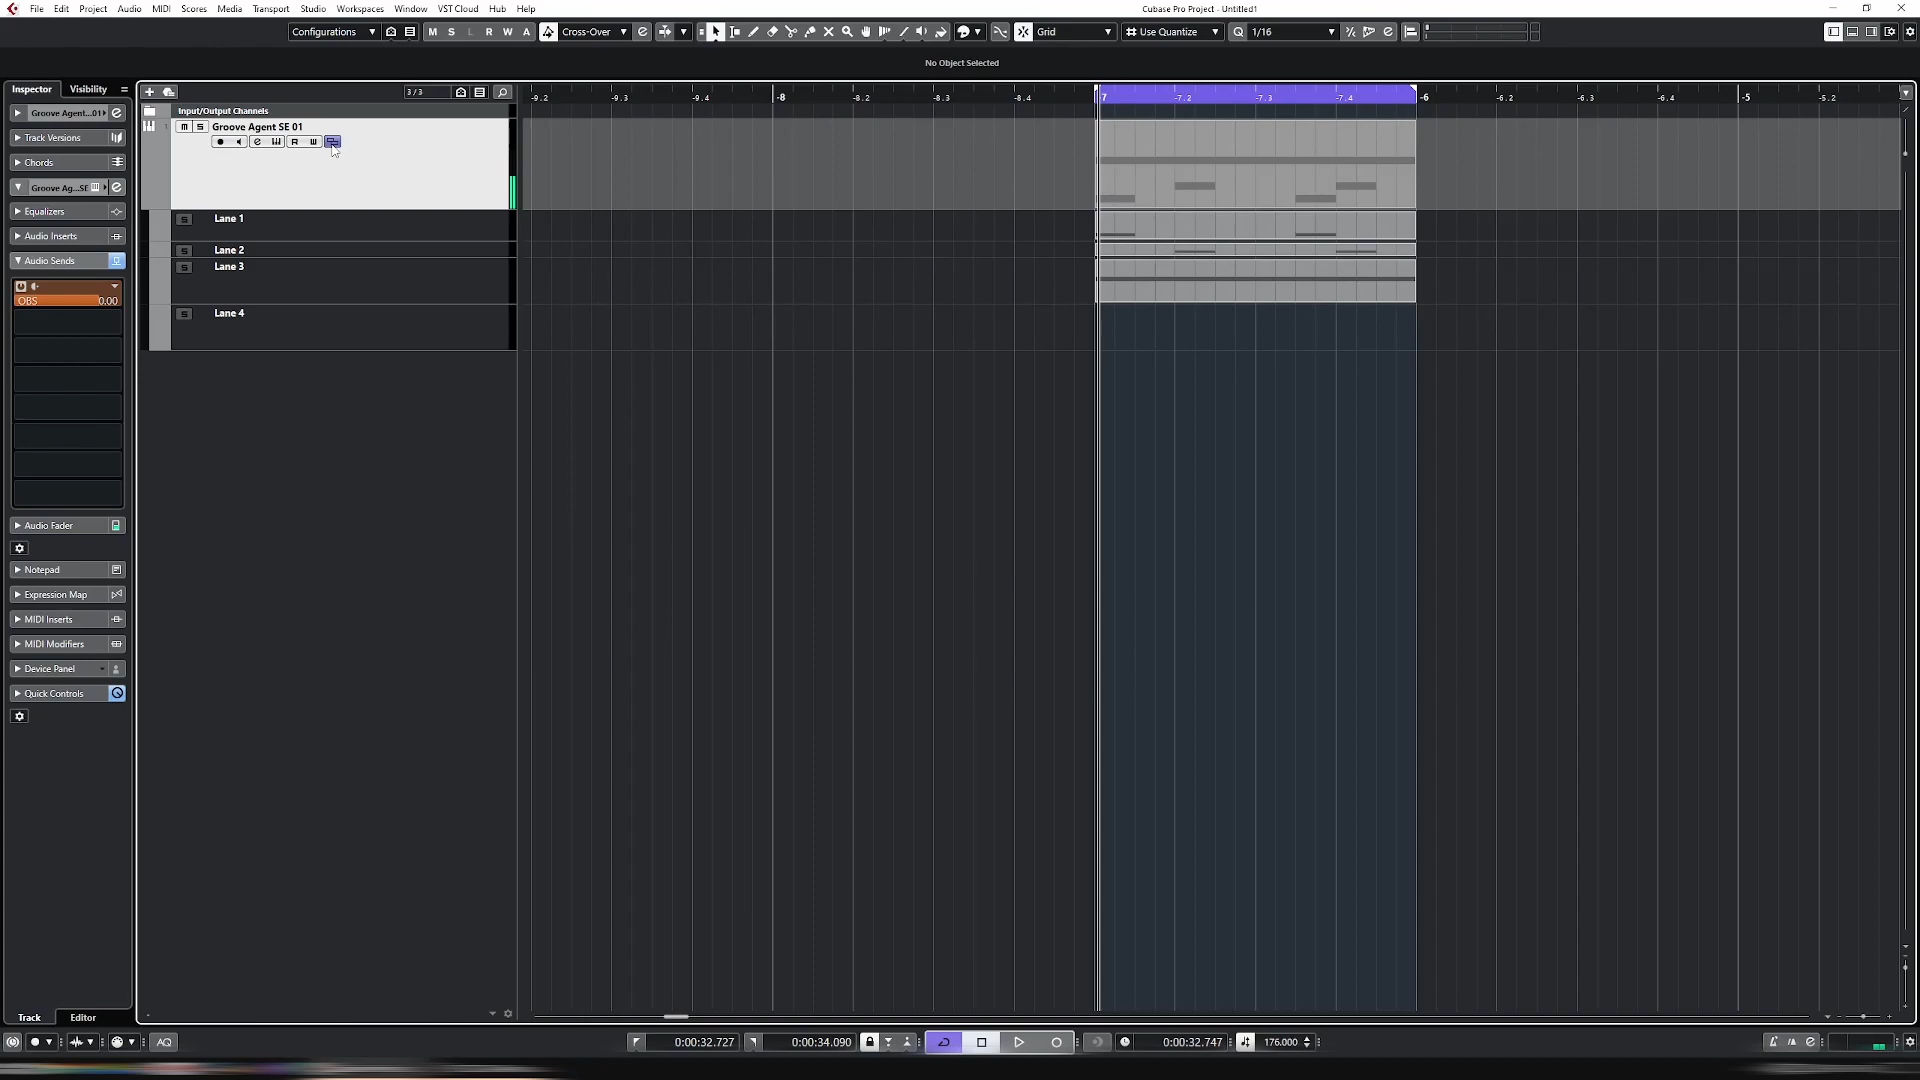 File Edit Project Audio MIDI Scores Media Transport Studio Workspaces Window VST Cloud Hub Help
Cubase Pro Project - Untitled1
Configurations M S L R W A Cross-Over Grid Use Quantize Q 1/16
No Object Selected
Inspector Visibility
3/3
-9.2 -9.3 -9.4 -8 -8.2 -8.3 -8.4 7 -7.2 -7.3 -7.4 -6 -6.2 -6.3 -6.4 -5 -5.2
Input/Output Channels
Groove Agent...01
1 m S Groove Agent SE 01
Track Versions
e R W
Chords
Groove Ag...SE
Equalizers
S Lane 1
Audio Inserts
S Lane 2
Audio Sends
S Lane 3
OBS 0.00
S Lane 4
Audio Fader
Notepad
Expression Map
MIDI Inserts
MIDI Modifiers
Device Panel
Quick Controls
Track Editor
AQ 0:00:32.727 0:00:34.090 0:00:32.747 176.000